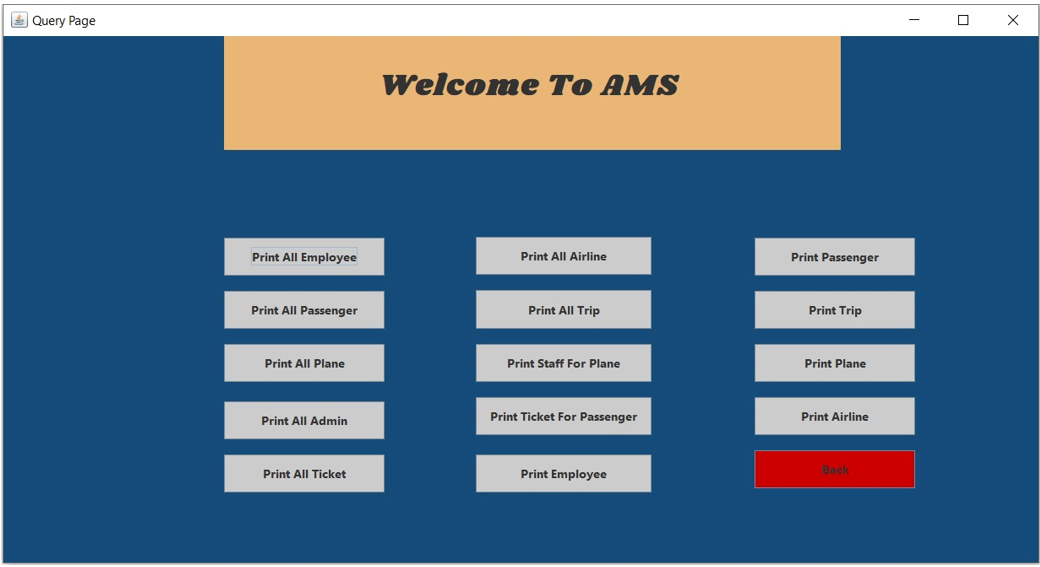 Query Page
Welcome To AMS
Print All Employee
Print All Passenger
Print All Plane
Print All Admin
Print All Ticket
Print All Airline
Print All Trip
Print Staff For Plane
Print Ticket For Passenger
Print Employee
Print Passenger
Print Trip
Print Plane
Print Airline
Back